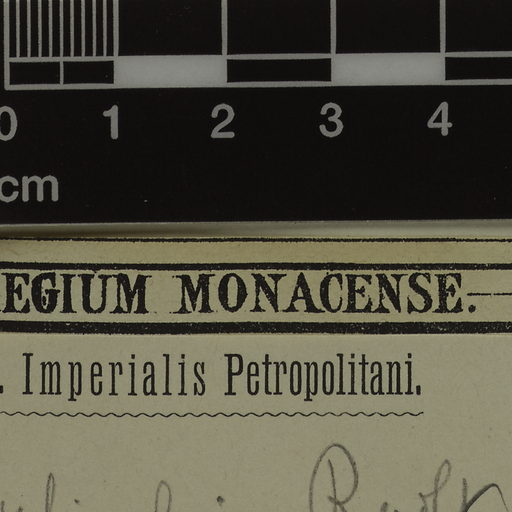 0 1 2 3 4
cm
EGIUM MONACENSE.
. Imperialis Petropolitani.